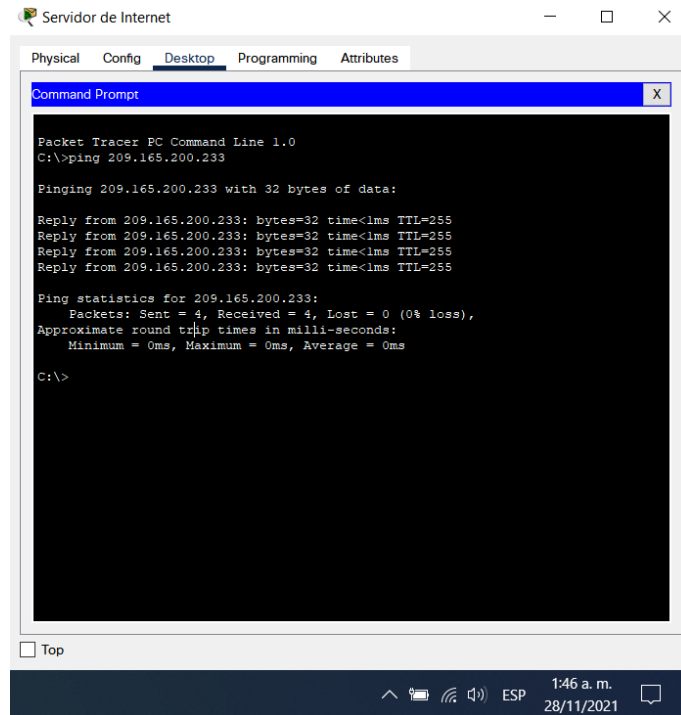 Servidor de Internet
Physical Config Desktop Programming Attributes
Command Prompt X
Packet Tracer PC Command Line 1.0
C:\>ping 209.165.200.233
Pinging 209.165.200.233 with 32 bytes of data:
Reply from 209.165.200.233: bytes=32 time<1ms TTL=255
Reply from 209.165.200.233: bytes=32 time<1ms TTL=255
Reply from 209.165.200.233: bytes=32 time<1ms TTL=255
Reply from 209.165.200.233: bytes=32 time<1ms TTL=255
Ping statistics for 209.165.200.233:
Packets: Sent = 4, Received = 4, Lost = 0 (0% loss),
Approximate round trip times in milli-seconds:
Minimum = 0ms, Maximum = 0ms, Average = 0ms
C:\>
Top
ESP
1:46 a. m.
28/11/2021